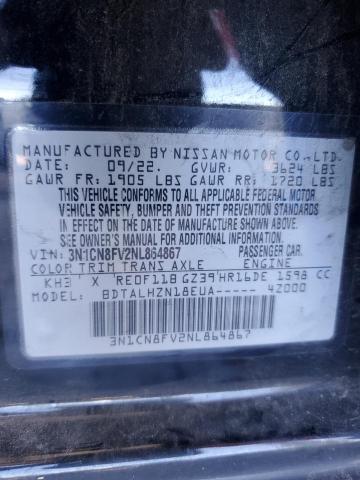 MANUFACTURED BY NISSAN MOTOR CO.,LTD.
DATE: 09/22. GVWR: 3624 LBS
GAWR FR: 1905 LBS GAWR RR: 1720 LBS
THIS VEHICLE CONFORMS TO ALL APPLICABLE FEDERAL MOTOR
VEHICLE SAFETY, BUMPER AND THEFT PREVENTION STANDARDS
IN EFFECT ON THE DATE OF MANUFACTURE SHOWN ABOVE.
See OWNER'S MANUAL FOR ADDITIONAL INFORMATION.
VIN: 3N1CN8FV2NL864867 PASSENGER CAR.
COLOR TRIM TRANS AXLE ENGINE
KH3 X RE0F11B GZ39 HR16DE 1598 CC
MODEL: BDTALHZN18EUA----- 4Z000
3N1CN8FV2NL864867